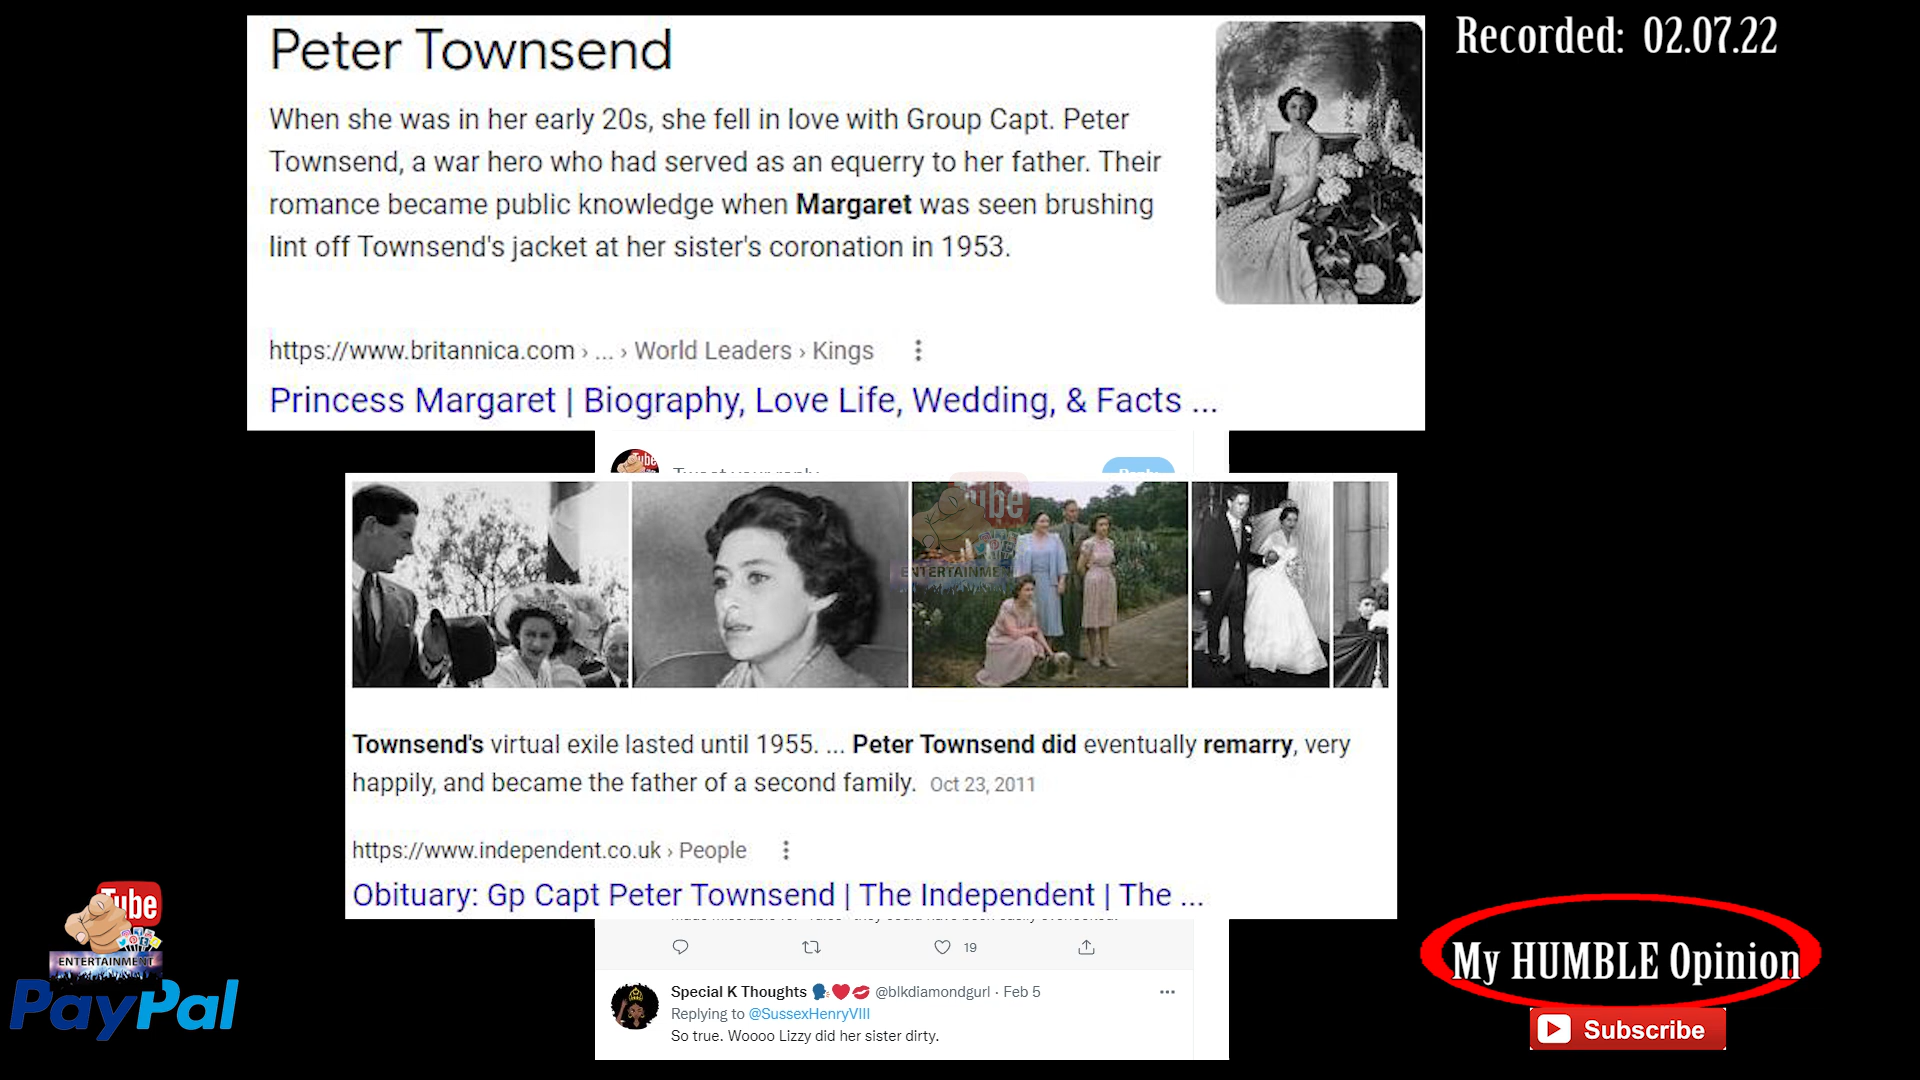 Peter Townsend
Recorded: 02.07.22
When she was in her early 20s, she fell in love with Group Capt. Peter
Townsend, a war hero who had served as an equerry to her father. Their
romance became public knowledge when Margaret was seen brushing
lint off Townsend's jacket at her sister's coronation in 1953.
https://www.britannica.com › ... › World Leaders › Kings
Princess Margaret | Biography, Love Life, Wedding, & Facts ...
Tube
ENTERTAINME
Townsend's virtual exile lasted until 1955. ... Peter Townsend did eventually remarry, very
happily, and became the father of a second family. Oct 23, 2011
https://www.independent.co.uk › People
Obituary: Gp Capt Peter Townsend | The Independent | The ...
19
Special K Thoughts @blkdiamondgurl · Feb 5
Replying to @SussexHenryVIII
So true. Woooo Lizzy did her sister dirty.
Tube
ENTERTAINMENT
PayPal
My HUMBLE Opinion
Subscribe